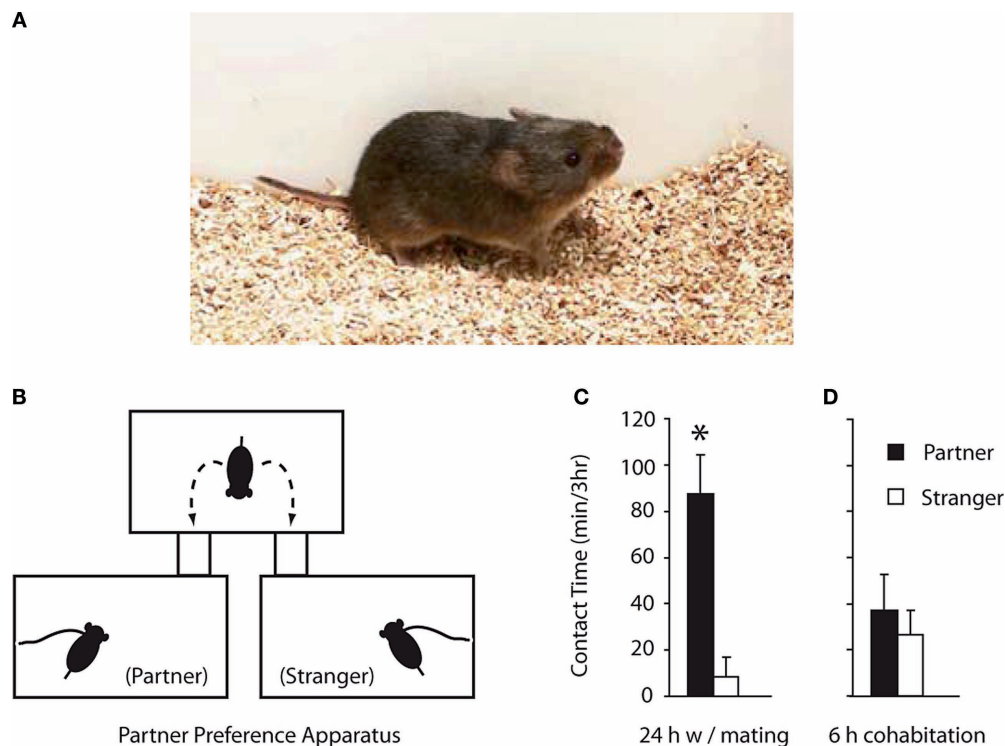 A
B
(Partner)
(Stranger)
Partner Preference Apparatus
C
Contact Time (min/3hr)
120
100
80
60
40
20
0
*
24 h w / mating
D
Partner
Stranger
6 h cohabitation